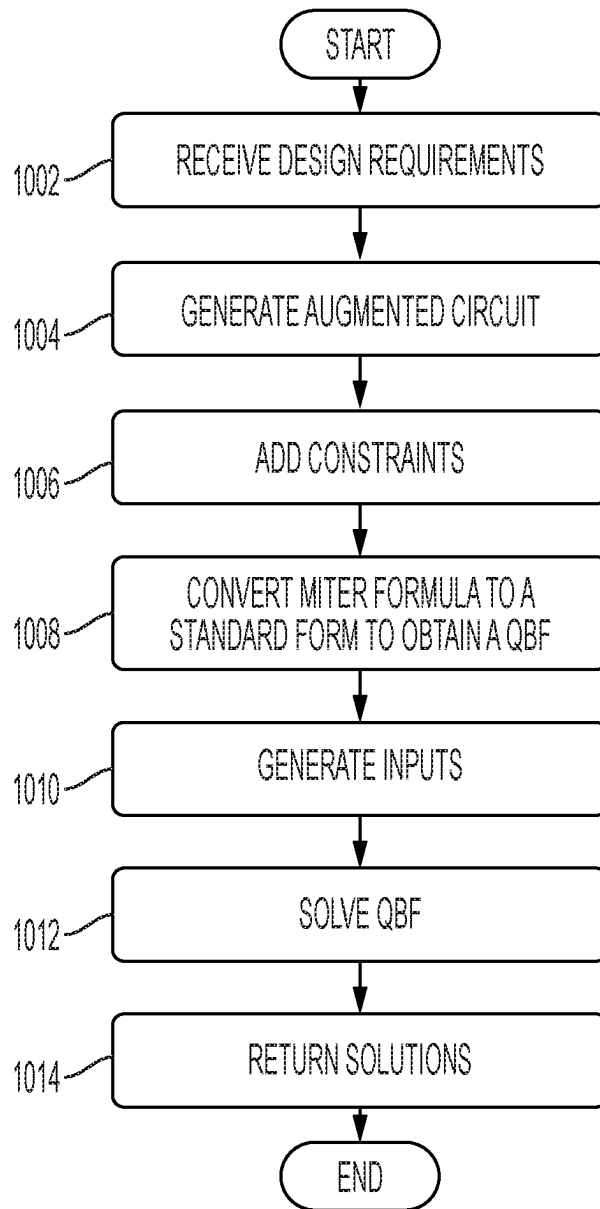 START
1002
RECEIVE DESIGN REQUIREMENTS
1004
GENERATE AUGMENTED CIRCUIT
1006
ADD CONSTRAINTS
1008
CONVERT MITER FORMULA TO A
STANDARD FORM TO OBTAIN A QBF
1010
GENERATE INPUTS
1012
SOLVE QBF
1014
RETURN SOLUTIONS
END